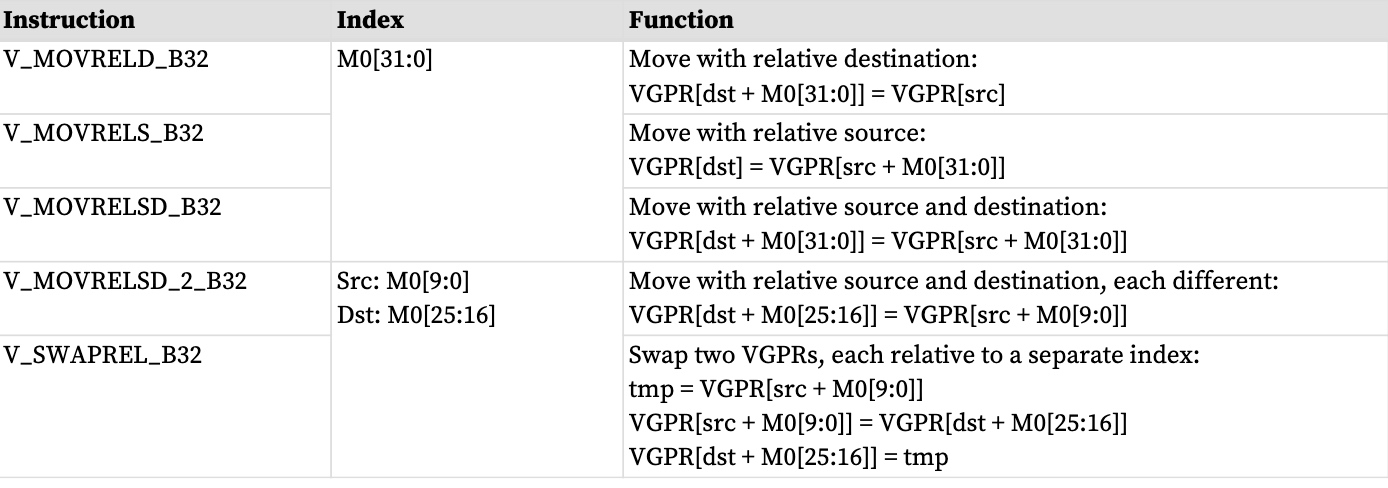 Instruction Index Function
V_MOVRELD_B32 M0[31:0] Move with relative destination:
VGPR[dst + M0[31:0]] = VGPR[src]
V_MOVRELS_B32 Move with relative source:
VGPR[dst] = VGPR[src + M0[31:0]]
V_MOVRELSD_B32 Move with relative source and destination:
VGPR[dst + M0[31:0]] = VGPR[src + M0[31:0]]
V_MOVRELSD_2_B32 Src: M0[9:0] Move with relative source and destination, each different:
Dst: M0[25:16] VGPR[dst + M0[25:16]] = VGPR[src + M0[9:0]]
V_SWAPREL_B32 Swap two VGPRs, each relative to a separate index:
tmp = VGPR[src + M0[9:0]]
VGPR[src + M0[9:0]] = VGPR[dst + M0[25:16]]
VGPR[dst + M0[25:16]] = tmp